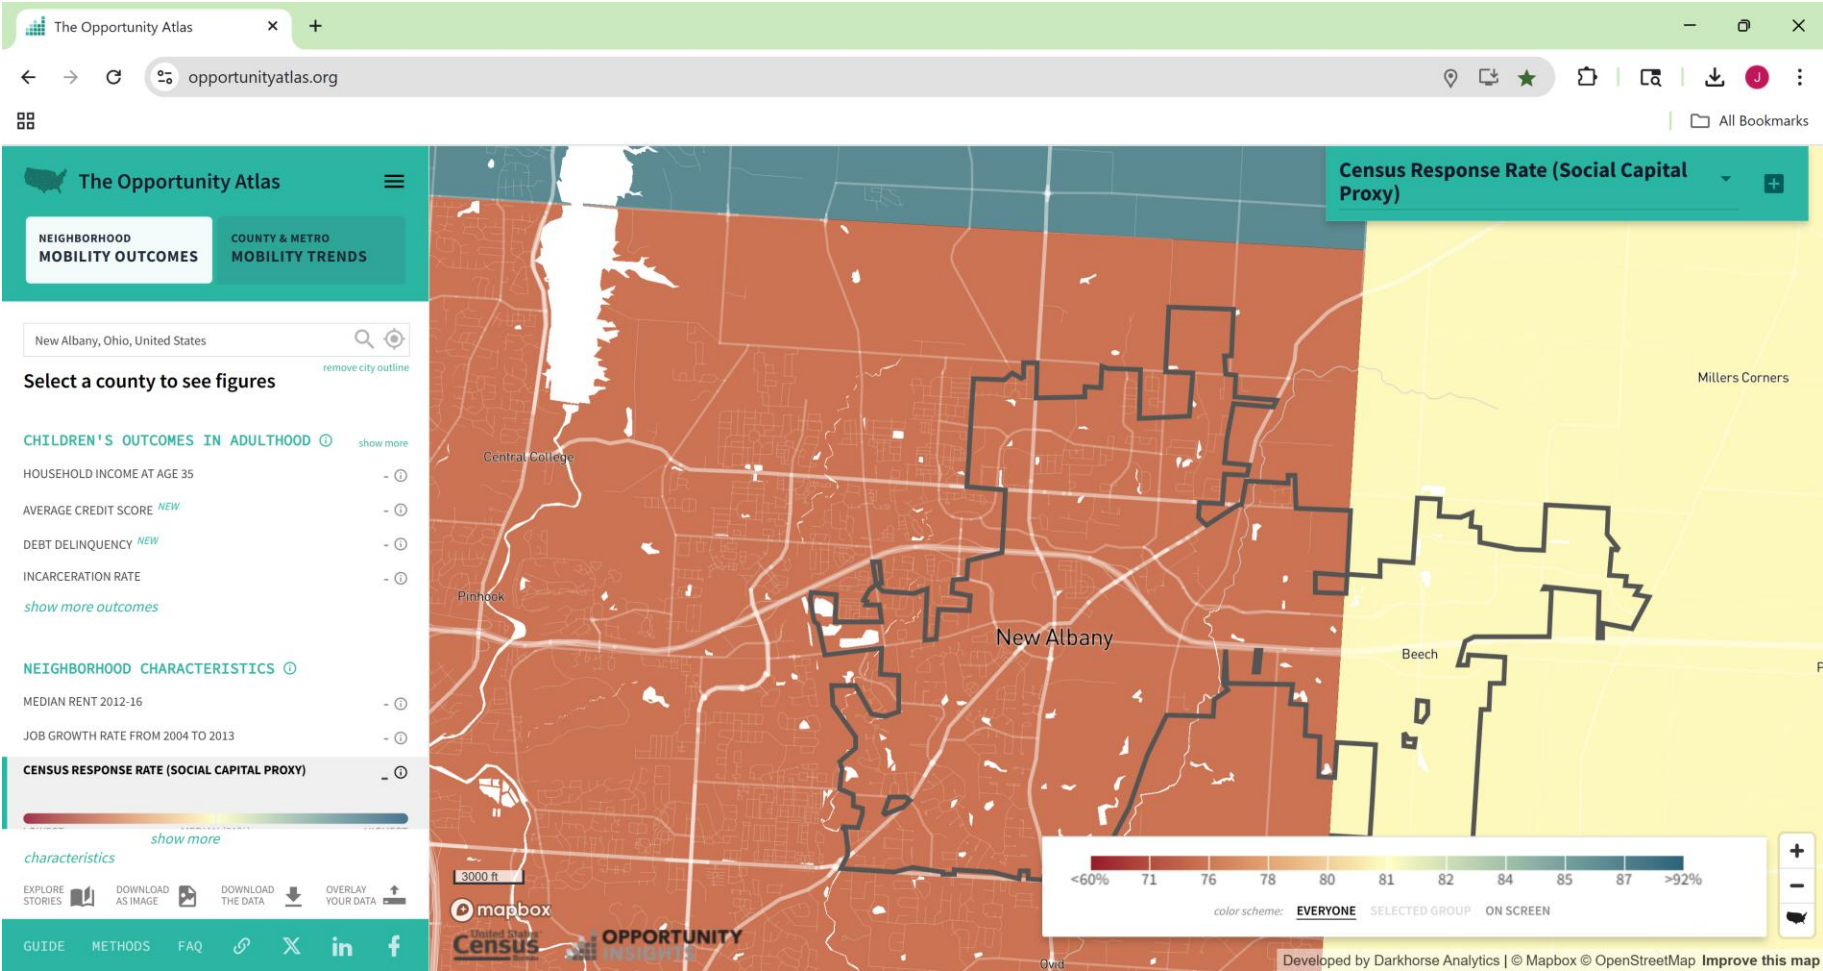 The Opportunity Atlas
opportunityatlas.org
J
All Bookmarks
The Opportunity Atlas
NEIGHBORHOOD
MOBILITY OUTCOMES
COUNTY & METRO
MOBILITY TRENDS
New Albany, Ohio, United States
remove city outline
Select a county to see figures
CHILDREN'S OUTCOMES IN ADULTHOOD
show more
HOUSEHOLD INCOME AT AGE 35 -
AVERAGE CREDIT SCORE NEW -
DEBT DELINQUENCY NEW -
INCARCERATION RATE -
show more outcomes
NEIGHBORHOOD CHARACTERISTICS
MEDIAN RENT 2012-16 -
JOB GROWTH RATE FROM 2004 TO 2013 -
CENSUS RESPONSE RATE (SOCIAL CAPITAL PROXY) -
show more
characteristics
EXPLORE
STORIES
DOWNLOAD
AS IMAGE
DOWNLOAD
THE DATA
OVERLAY
YOUR DATA
GUIDE METHODS FAQ
Census Response Rate (Social Capital
Proxy)
Millers Corners
Central College
Pinhook
New Albany
Beech
P
3000 ft
mapbox
United States
Census
OPPORTUNITY
INSIGHTS
Ovid
<60% 71 76 78 80 81 82 84 85 87 >92%
color scheme: EVERYONE SELECTED GROUP ON SCREEN
Developed by Darkhorse Analytics | © Mapbox © OpenStreetMap Improve this map